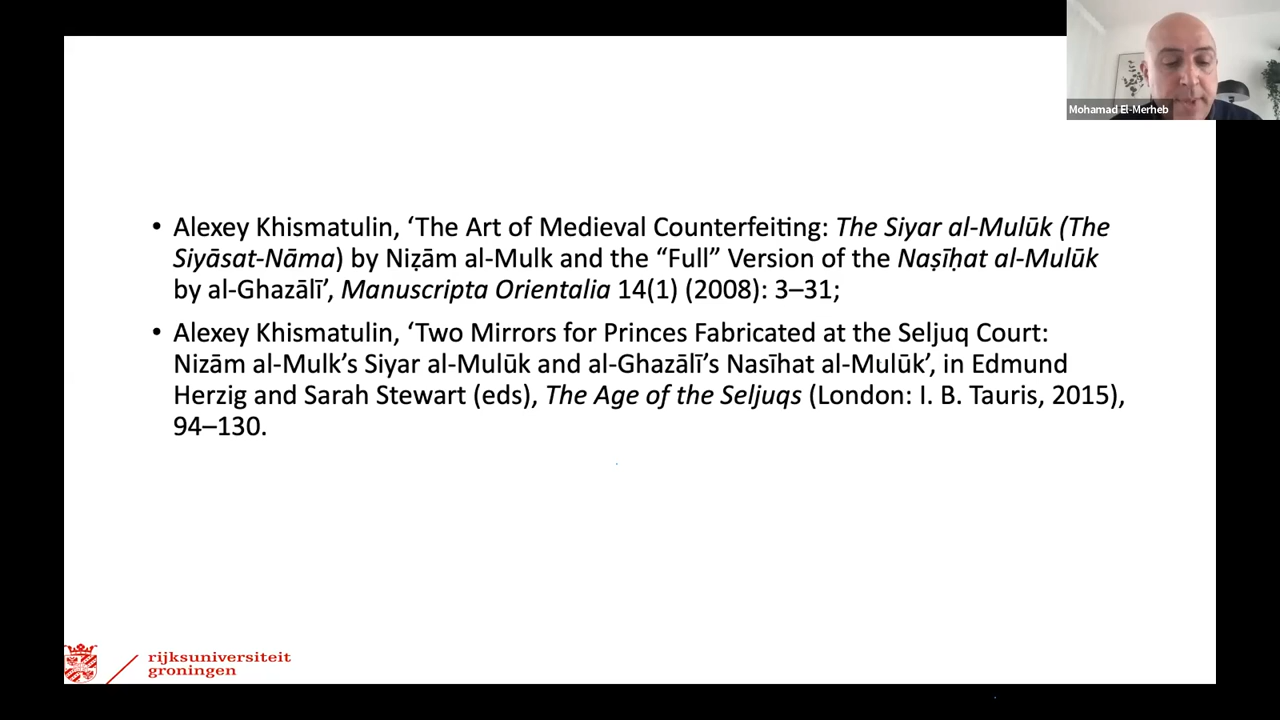 Mohamad El-Merheb
• Alexey Khismatulin, ‘The Art of Medieval Counterfeiting: The Siyar al-Mulūk (The
Siyāsat-Nāma) by Niẓām al-Mulk and the “Full” Version of the Naṣīḥat al-Mulūk
by al-Ghazālī’, Manuscripta Orientalia 14(1) (2008): 3–31;
• Alexey Khismatulin, ‘Two Mirrors for Princes Fabricated at the Seljuq Court:
Nizām al-Mulk’s Siyar al-Mulūk and al-Ghazālī’s Nasīhat al-Mulūk’, in Edmund
Herzig and Sarah Stewart (eds), The Age of the Seljuqs (London: I. B. Tauris, 2015),
94–130.
rijksuniversiteit
groningen